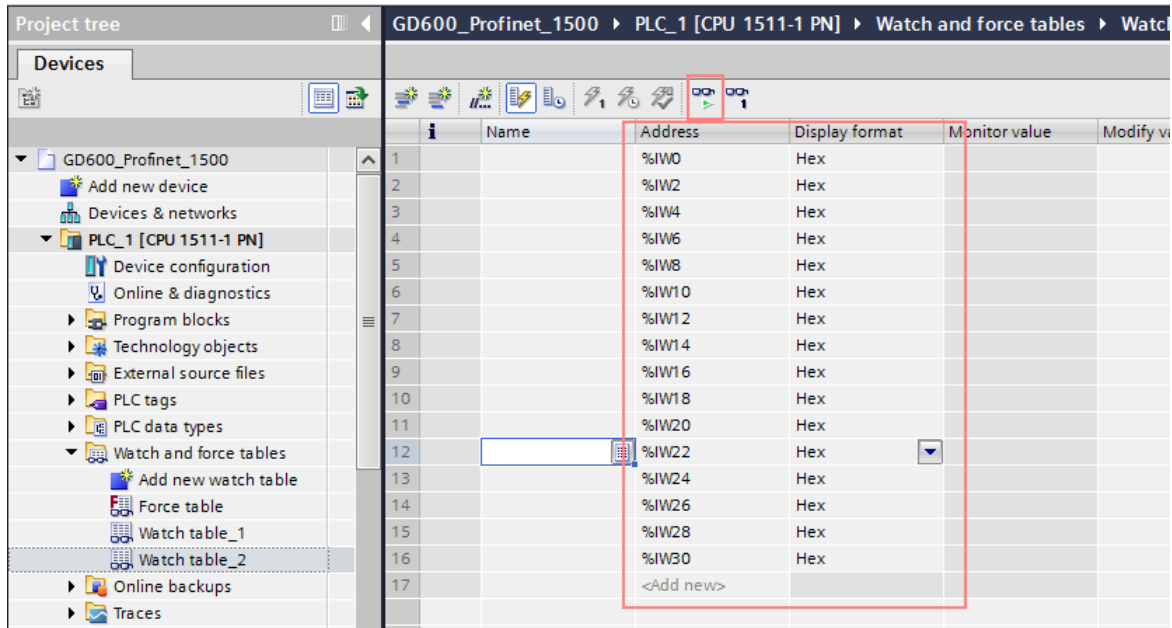 Project tree
Devices
GD600_Profinet_1500
Add new device
Devices & networks
PLC_1 [CPU 1511-1 PN]
Device configuration
Online & diagnostics
Program blocks
Technology objects
External source files
PLC tags
PLC data types
Watch and force tables
Add new watch table
Force table
Watch table_1
Watch table_2
Online backups
Traces
GD600_Profinet_1500 PLC_1 [CPU 1511-1 PN] Watch and force tables Watch
i Name Address Display format Monitor value Modify va
1 %IW0 Hex
2 %IW2 Hex
3 %IW4 Hex
4 %IW6 Hex
5 %IW8 Hex
6 %IW10 Hex
7 %IW12 Hex
8 %IW14 Hex
9 %IW16 Hex
10 %IW18 Hex
11 %IW20 Hex
12 %IW22 Hex
13 %IW24 Hex
14 %IW26 Hex
15 %IW28 Hex
16 %IW30 Hex
17 <Add new>